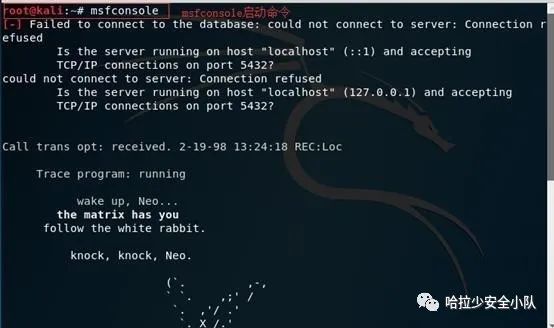 root@kali:~# msfconsole msfconsole启动命令
[-] Failed to connect to the database: could not connect to server: Connection r
efused
Is the server running on host "localhost" (::1) and accepting
TCP/IP connections on port 5432?
could not connect to server: Connection refused
Is the server running on host "localhost" (127.0.0.1) and accepting
TCP/IP connections on port 5432?
Call trans opt: received. 2-19-98 13:24:18 REC:Loc
Trace program: running
wake up, Neo...
the matrix has you
follow the white rabbit.
knock, knock, Neo.
(`. ,-,
` `. ,;' /
`. ,'/ .'
`. X /.'
哈拉少安全小队